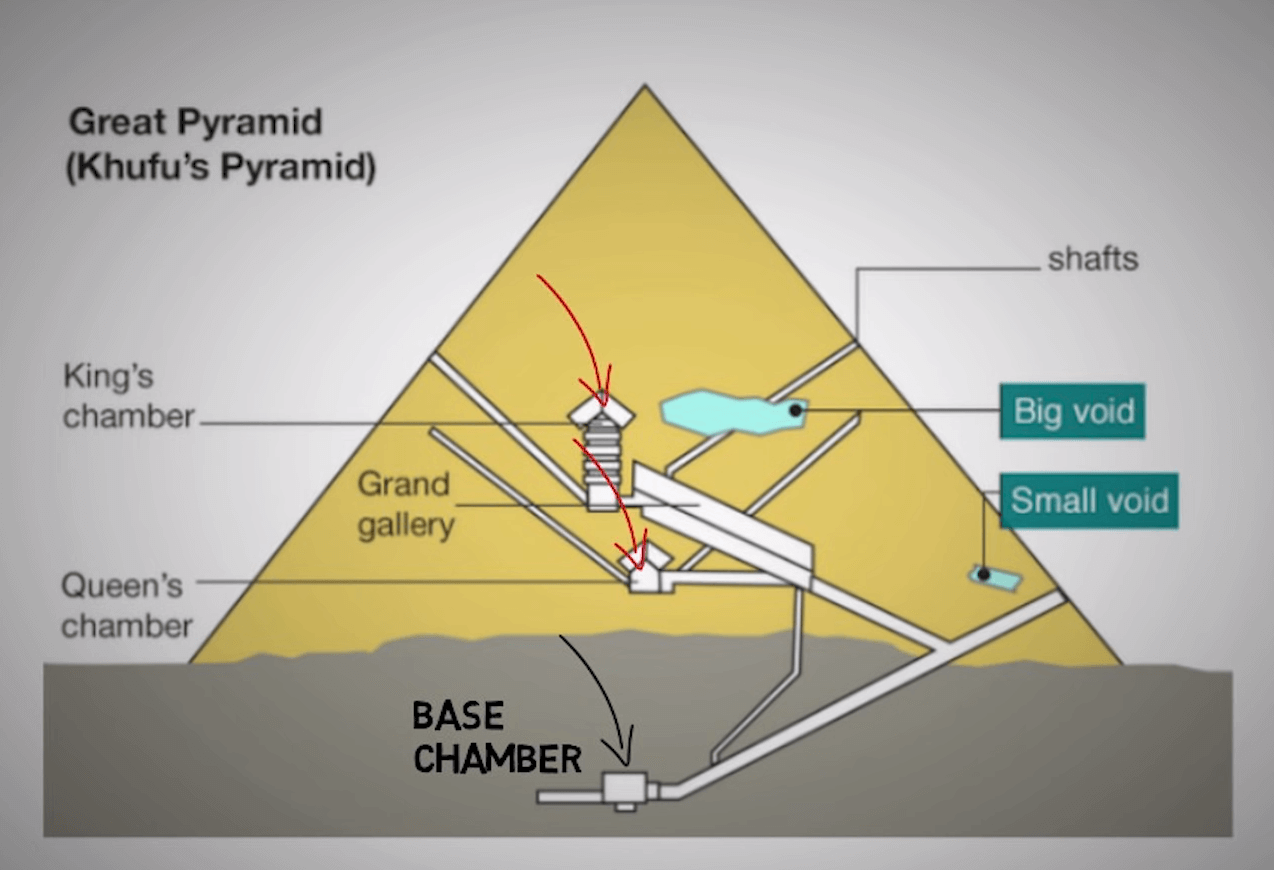 Great Pyramid
(Khufu's Pyramid)
shafts
King's
chamber
Big void
Grand
gallery
Small void
Queen's
chamber
BASE
CHAMBER